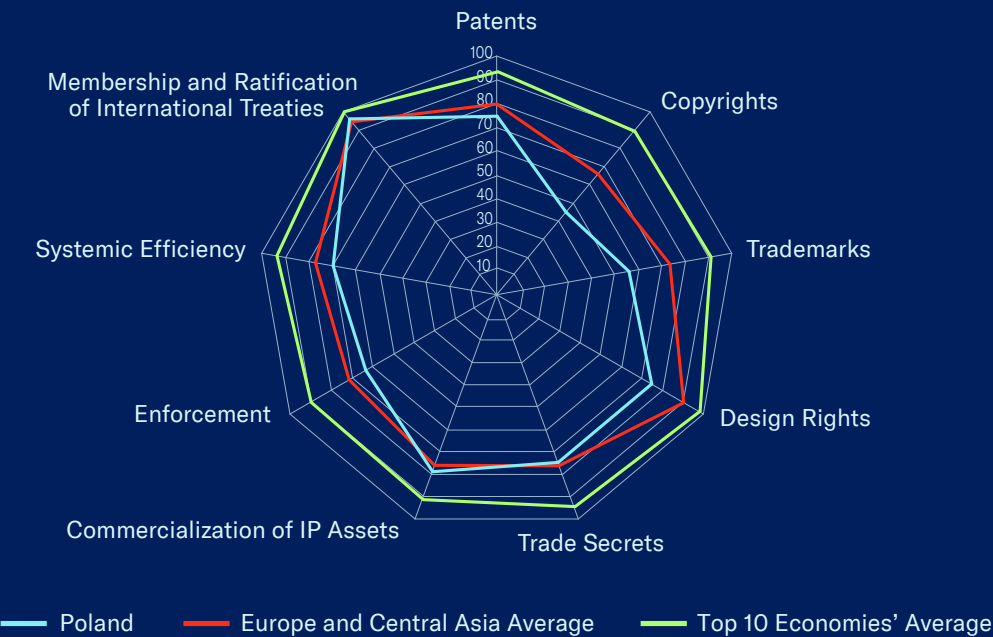 Patents
100
90
80
70
60
50
40
30
20
10
Membership and Ratification
of International Treaties
Copyrights
Systemic Efficiency
Trademarks
Enforcement
Design Rights
Commercialization of IP Assets
Trade Secrets
Poland
Europe and Central Asia Average
Top 10 Economies’ Average